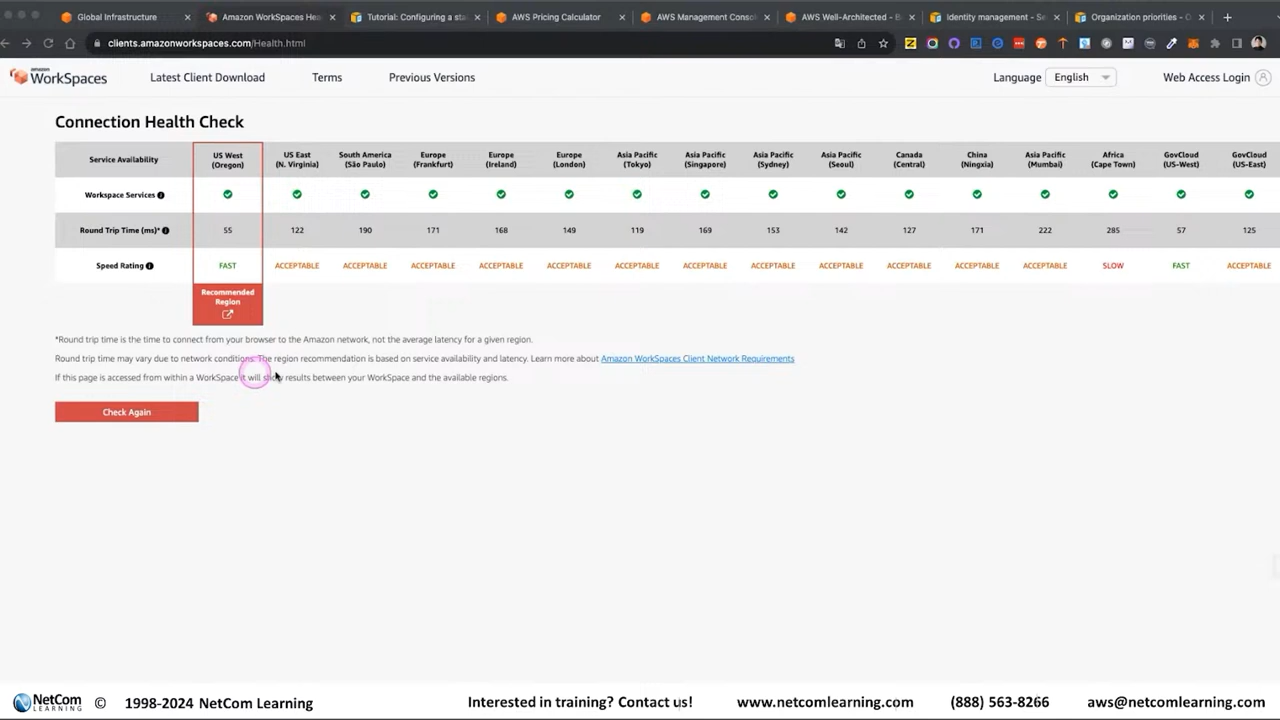 Global Infrastructure
Amazon WorkSpaces Hea
Tutorial: Configuring a sta
AWS Pricing Calculator
AWS Management Conso
AWS Well-Architected - B
Identity management - Se
Organization priorities - O
clients.amazonworkspaces.com/Health.html
amazon
WorkSpaces
Latest Client Download
Terms
Previous Versions
Language
English
Web Access Login
Connection Health Check
Service Availability US West (Oregon) US East (N. Virginia) South America (São Paulo) Europe (Frankfurt) Europe (Ireland) Europe (London) Asia Pacific (Tokyo) Asia Pacific (Singapore) Asia Pacific (Sydney) Asia Pacific (Seoul) Canada (Central) China (Ningxia) Asia Pacific (Mumbai) Africa (Cape Town) GovCloud (US-West) GovCloud (US-East)
Workspace Services
Round Trip Time (ms)* 55 122 190 171 168 149 119 169 153 142 127 171 222 285 57 125
Speed Rating FAST ACCEPTABLE ACCEPTABLE ACCEPTABLE ACCEPTABLE ACCEPTABLE ACCEPTABLE ACCEPTABLE ACCEPTABLE ACCEPTABLE ACCEPTABLE ACCEPTABLE ACCEPTABLE SLOW FAST ACCEPTABLE
Recommended
Region
*Round trip time is the time to connect from your browser to the Amazon network, not the average latency for a given region.
Round trip time may vary due to network conditions. The region recommendation is based on service availability and latency. Learn more about Amazon WorkSpaces Client Network Requirements
If this page is accessed from within a WorkSpace it will show results between your WorkSpace and the available regions.
Check Again
NetCom
LEARNING
© 1998-2024 NetCom Learning
Interested in training? Contact us!
www.netcomlearning.com
(888) 563-8266
aws@netcomlearning.com